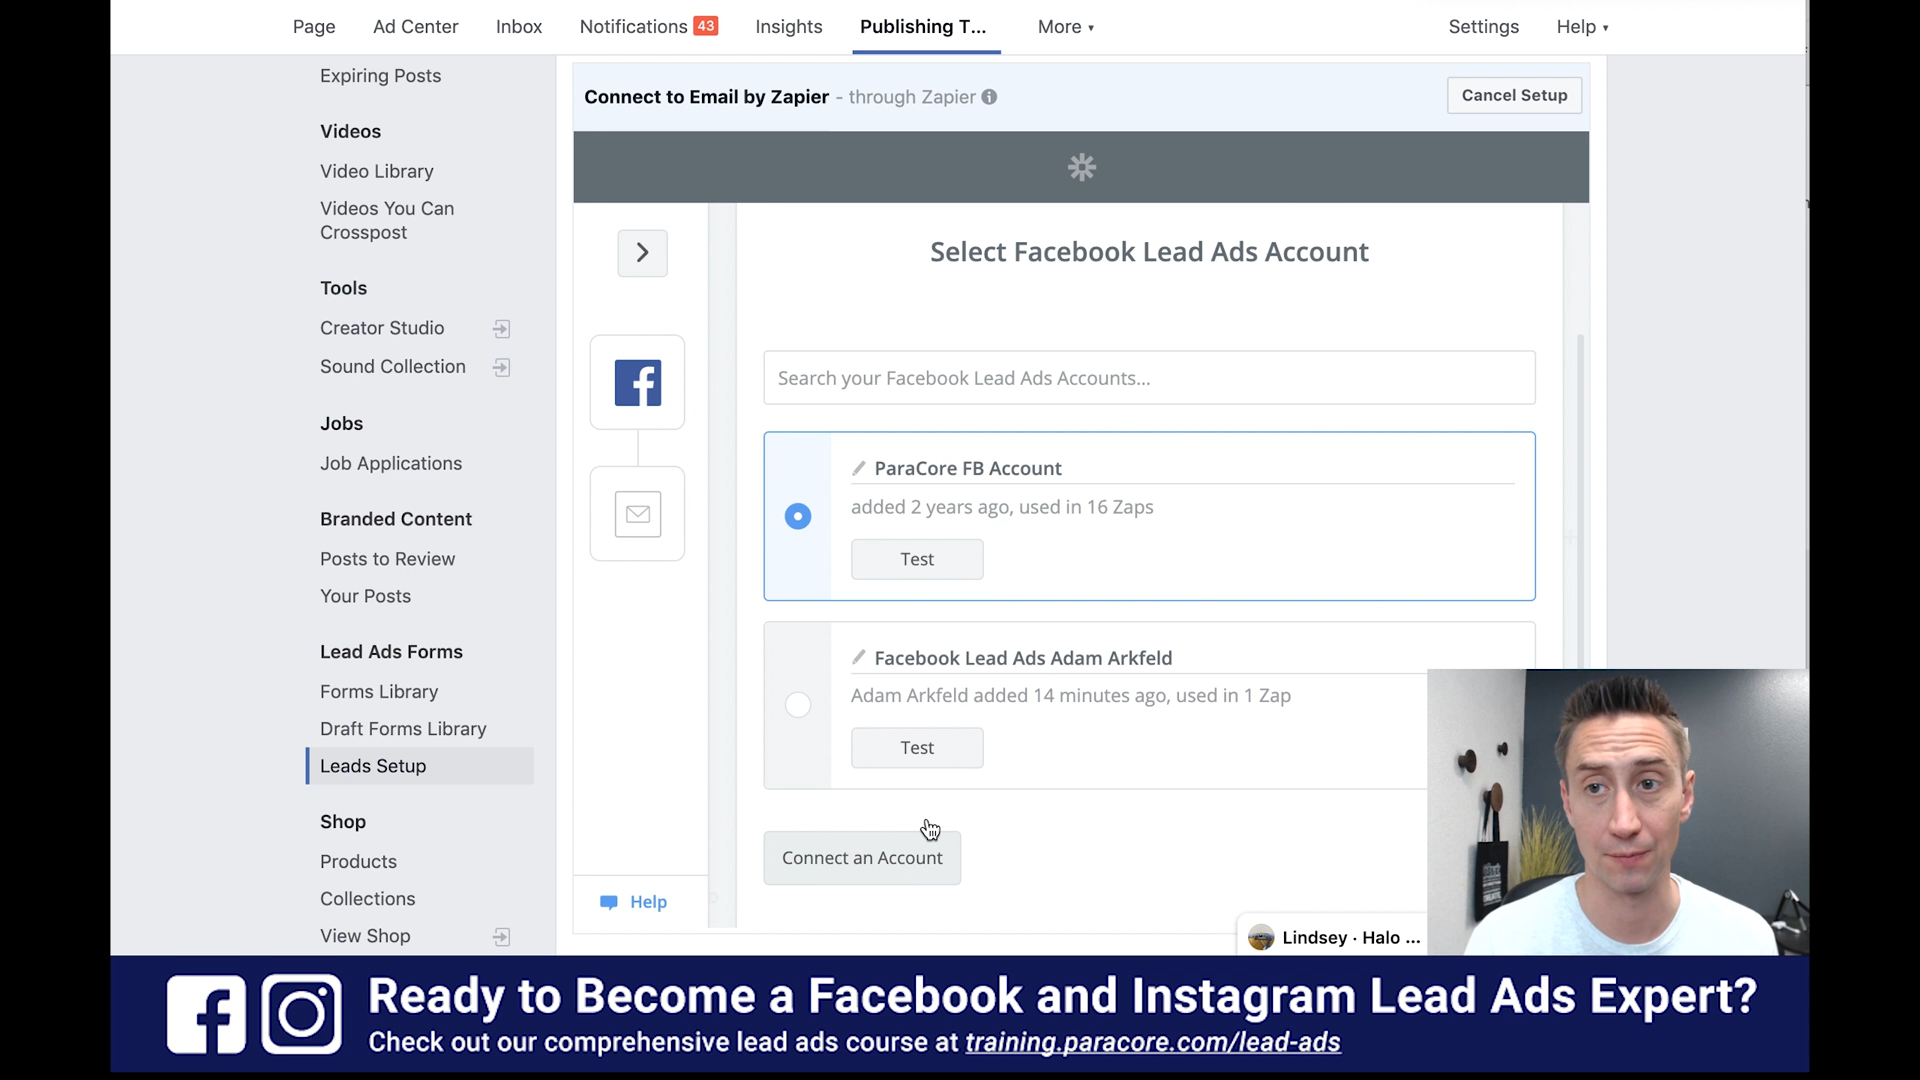 Page
Ad Center
Inbox
Notifications 43
Insights
Publishing T...
More
Settings
Help
Expiring Posts
Videos
Video Library
Videos You Can
Crosspost
Tools
Creator Studio
Sound Collection
Jobs
Job Applications
Branded Content
Posts to Review
Your Posts
Lead Ads Forms
Forms Library
Draft Forms Library
Leads Setup
Shop
Products
Collections
View Shop
Connect to Email by Zapier - through Zapier
Cancel Setup
Select Facebook Lead Ads Account
Search your Facebook Lead Ads Accounts...
ParaCore FB Account
added 2 years ago, used in 16 Zaps
Test
Facebook Lead Ads Adam Arkfeld
Adam Arkfeld added 14 minutes ago, used in 1 Zap
Test
Connect an Account
Help
Lindsey · Halo ...
Ready to Become a Facebook and Instagram Lead Ads Expert?
Check out our comprehensive lead ads course at training.paracore.com/lead-ads